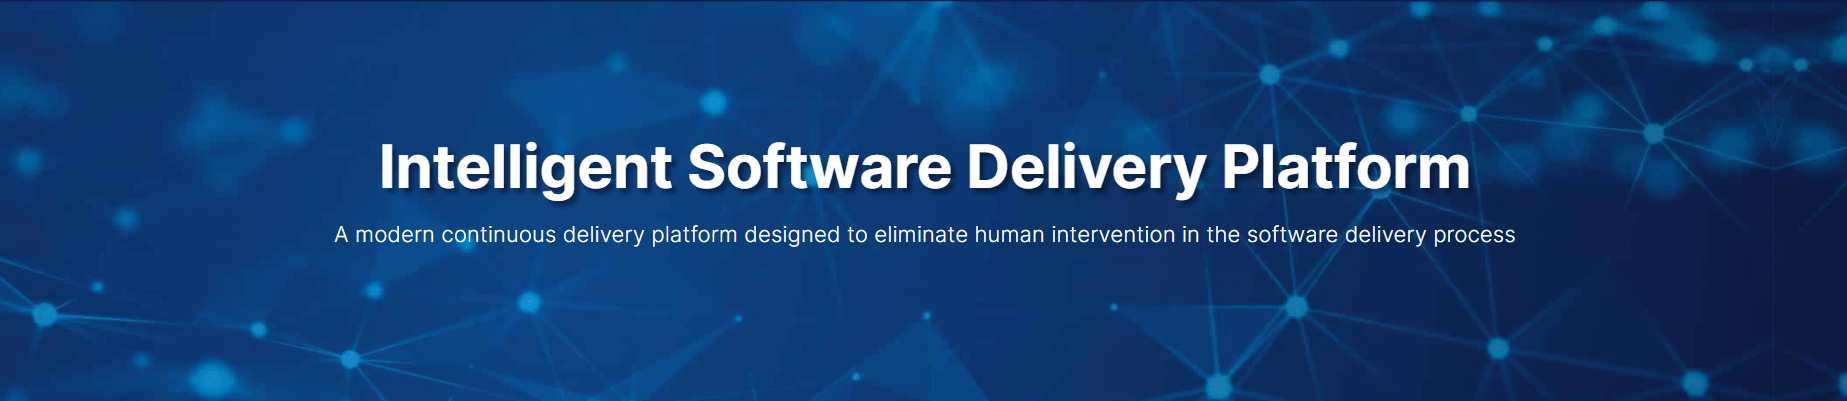 Intelligent Software Delivery Platform
A modern continuous delivery platform designed to eliminate human intervention in the software delivery process